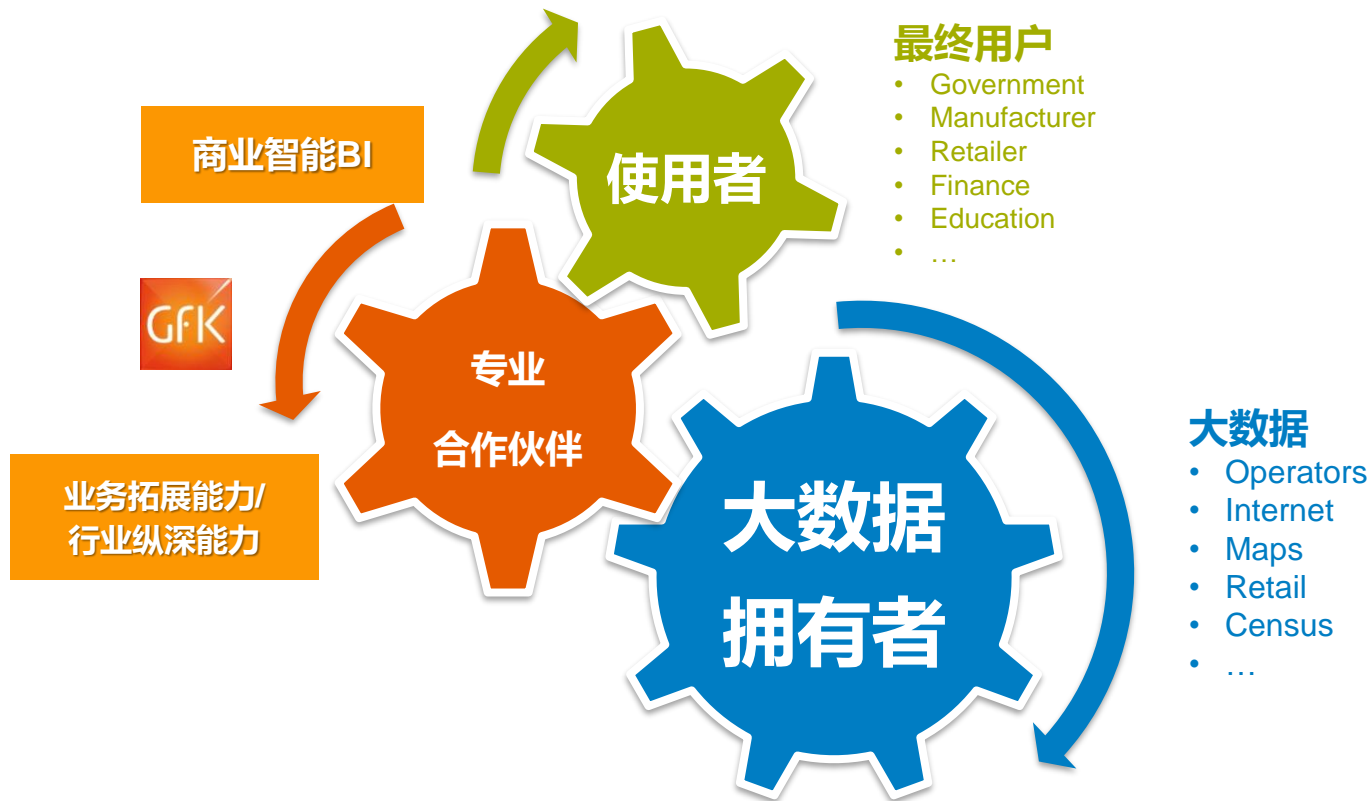 最终用户
• Government
• Manufacturer
• Retailer
• Finance
• Education
• …
使用者
商业智能BI
GfK
专业
合作伙伴
业务拓展能力/
行业纵深能力
大数据
拥有者
大数据
• Operators
• Internet
• Maps
• Retail
• Census
• …